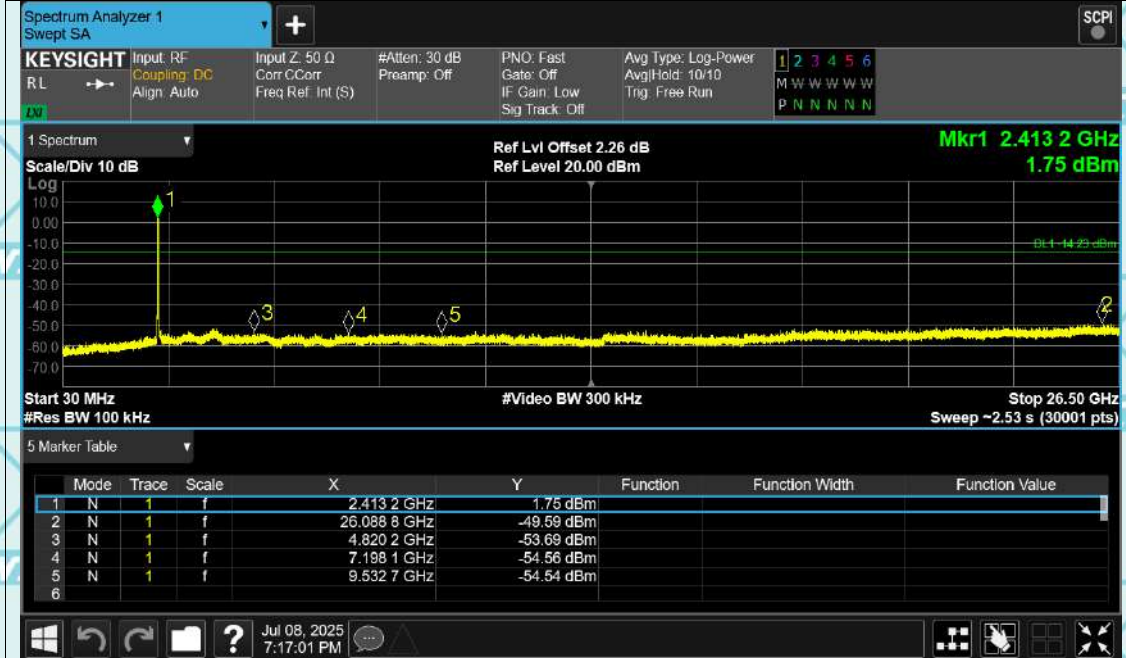 Spectrum Analyzer 1
Swept SA
+
SCPI
KEYSIGHT
RL
LXI
Input: RF
Coupling: DC
Align: Auto
Input Z: 50 Ω
Corr CCorr
Freq Ref: Int (S)
#Atten: 30 dB
Preamp: Off
PNO: Fast
Gate: Off
IF Gain: Low
Sig Track: Off
Avg Type: Log-Power
Avg|Hold: 10/10
Trig: Free Run
1 2 3 4 5 6
M W W W W W
P N N N N N
1 Spectrum
Scale/Div 10 dB
Ref Lvl Offset 2.26 dB
Ref Level 20.00 dBm
Mkr1 2.413 2 GHz
1.75 dBm
Log
10.0
0.00
-10.0
-20.0
-30.0
-40.0
-50.0
-60.0
-70.0
1
DL1 -14.23 dBm
3
4
5
2
Start 30 MHz
#Video BW 300 kHz
Stop 26.50 GHz
#Res BW 100 kHz
Sweep ~2.53 s (30001 pts)
5 Marker Table
Mode Trace Scale X Y Function Function Width Function Value
1 N 1 f 2.413 2 GHz 1.75 dBm
2 N 1 f 26.088 8 GHz -49.59 dBm
3 N 1 f 4.820 2 GHz -53.69 dBm
4 N 1 f 7.198 1 GHz -54.56 dBm
5 N 1 f 9.532 7 GHz -54.54 dBm
6
?
Jul 08, 2025
7:17:01 PM